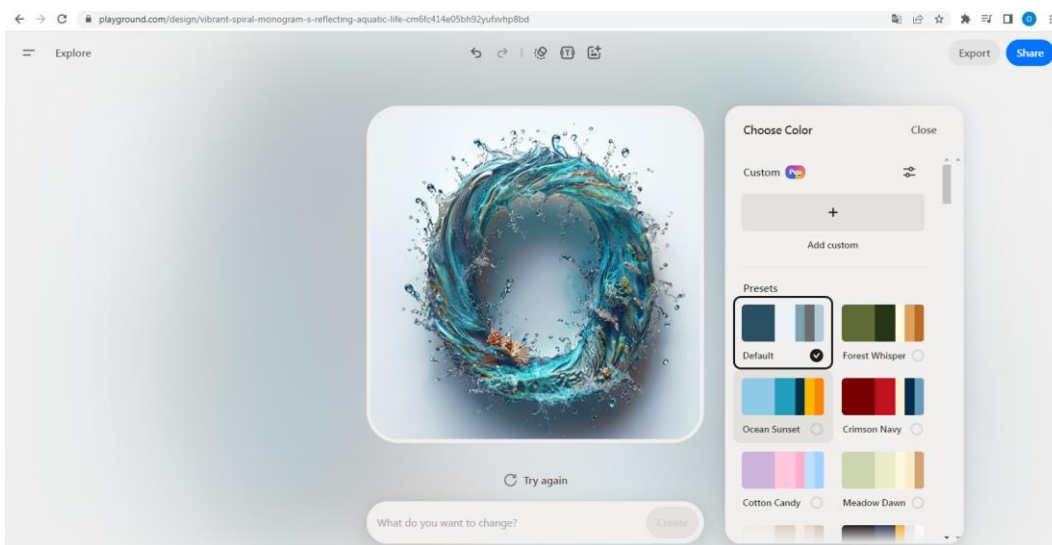 playground.com/design/vibrant-spiral-monogram-s-reflecting-aquatic-life-cm6fc414e05bh92yufxvhp8bd
O
Explore
T
Export
Share
Choose Color
Close
Custom Pro
+
Add custom
Presets
Default
Forest Whisper
Ocean Sunset
Crimson Navy
Cotton Candy
Meadow Dawn
Try again
What do you want to change?
Create